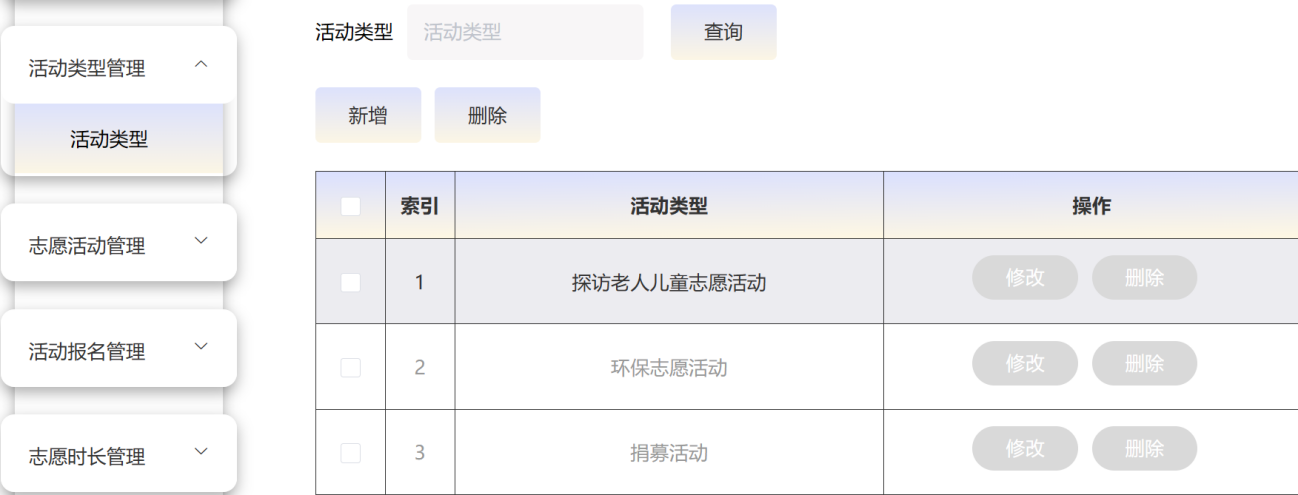 活动类型管理
活动类型
志愿活动管理
活动报名管理
志愿时长管理
活动类型 活动类型 查询
新增 删除
索引 活动类型 操作
1 探访老人儿童志愿活动 修改 删除
2 环保志愿活动 修改 删除
3 捐募活动 修改 删除